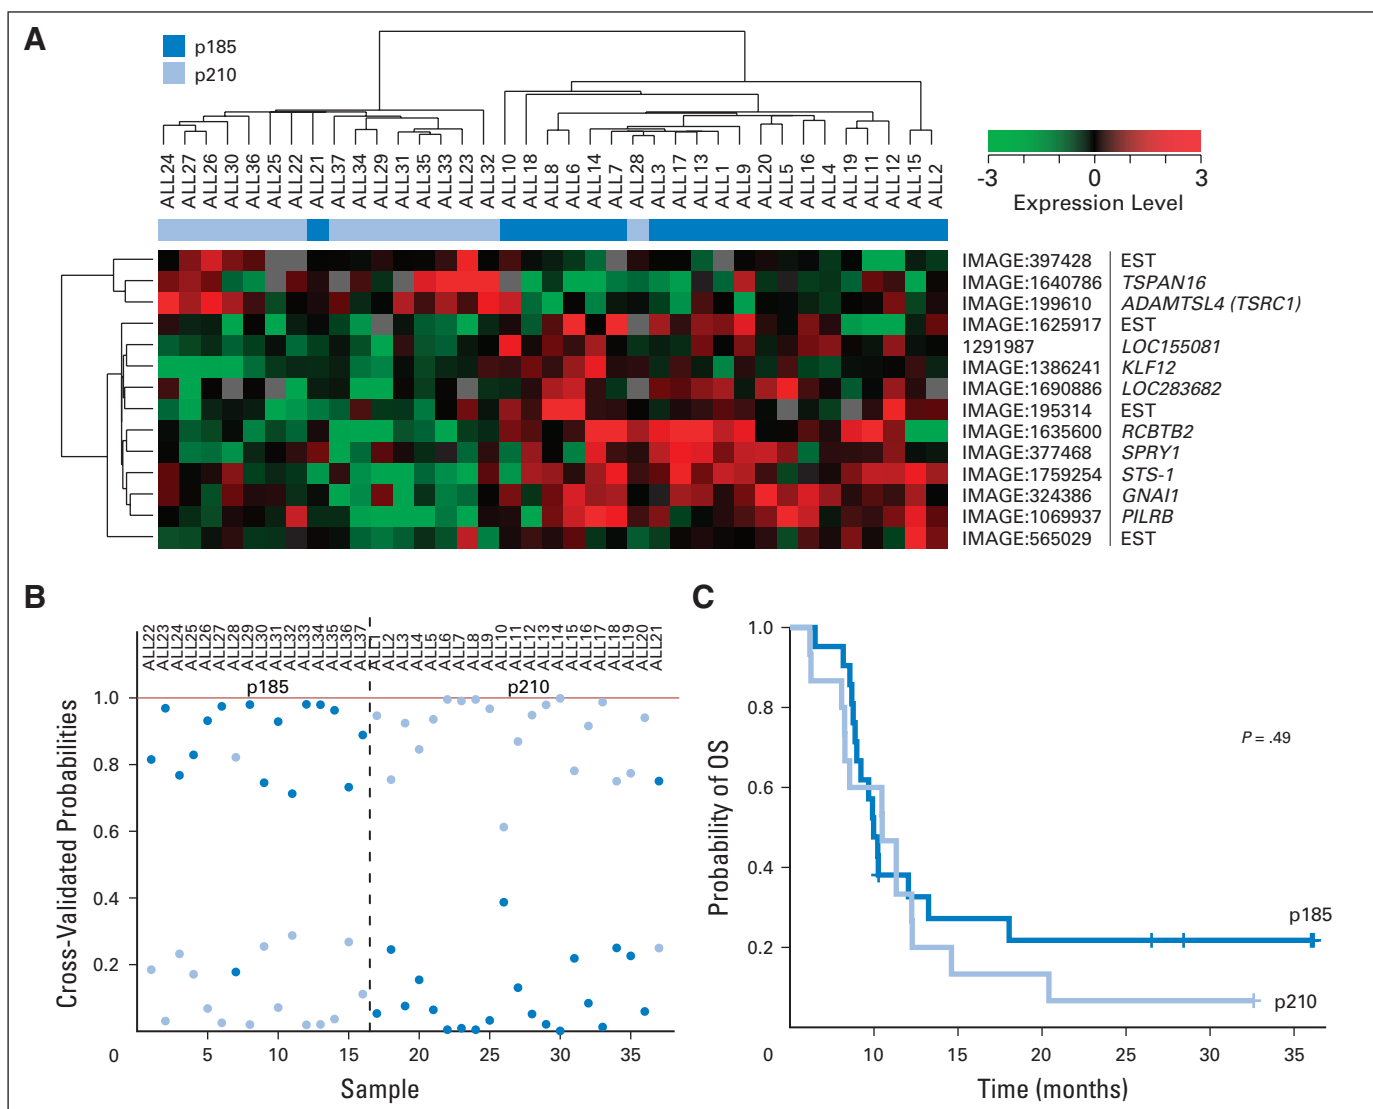 A
p185
p210
ALL24 ALL27 ALL26 ALL30 ALL36 ALL25 ALL22 ALL21 ALL37 ALL34 ALL29 ALL31 ALL35 ALL33 ALL23 ALL32 ALL10 ALL18 ALL8 ALL6 ALL14 ALL7 ALL28 ALL3 ALL17 ALL13 ALL1 ALL9 ALL20 ALL5 ALL16 ALL4 ALL19 ALL11 ALL12 ALL15 ALL2
-3 0 3
Expression Level
IMAGE:397428 EST
IMAGE:1640786 TSPAN16
IMAGE:199610 ADAMTSL4 (TSRC1)
IMAGE:1625917 EST
1291987 LOC155081
IMAGE:1386241 KLF12
IMAGE:1690886 LOC283682
IMAGE:195314 EST
IMAGE:1635600 RCBTB2
IMAGE:377468 SPRY1
IMAGE:1759254 STS-1
IMAGE:324386 GNAI1
IMAGE:1069937 PILRB
IMAGE:565029 EST
B
ALL22 ALL23 ALL24 ALL25 ALL26 ALL27 ALL28 ALL29 ALL30 ALL31 ALL32 ALL33 ALL34 ALL35 ALL36 ALL37 ALL1 ALL2 ALL3 ALL4 ALL5 ALL6 ALL7 ALL8 ALL9 ALL10 ALL11 ALL12 ALL13 ALL14 ALL15 ALL16 ALL17 ALL18 ALL19 ALL20 ALL21
p185 p210
1.0
0.8
0.6
0.4
0.2
0 5 10 15 20 25 30 35
Cross-Validated Probabilities
Sample
C
1.0
0.8
0.6
0.4
0.2
0 10 15 20 25 30 35
Probability of OS
Time (months)
P = .49
p185
p210